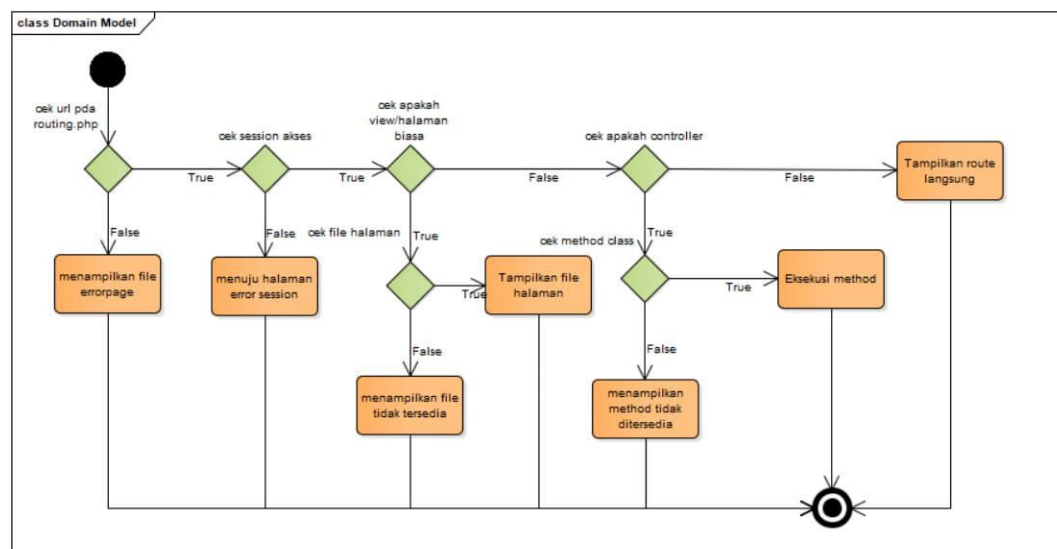 class Domain Model
cek url pda
routing.php
cek session akses
cek apakah
view/halaman
biasa
cek apakah controller
True
True
False
False
Tampilkan route
langsung
False
False
cek file halaman
True
cek method class
True
menampilkan file
errorpage
menuju halaman
error session
True
Tampilkan file
halaman
True
Eksekusi method
False
False
menampilkan file
tidak tersedia
menampilkan
method tidak
ditersedia